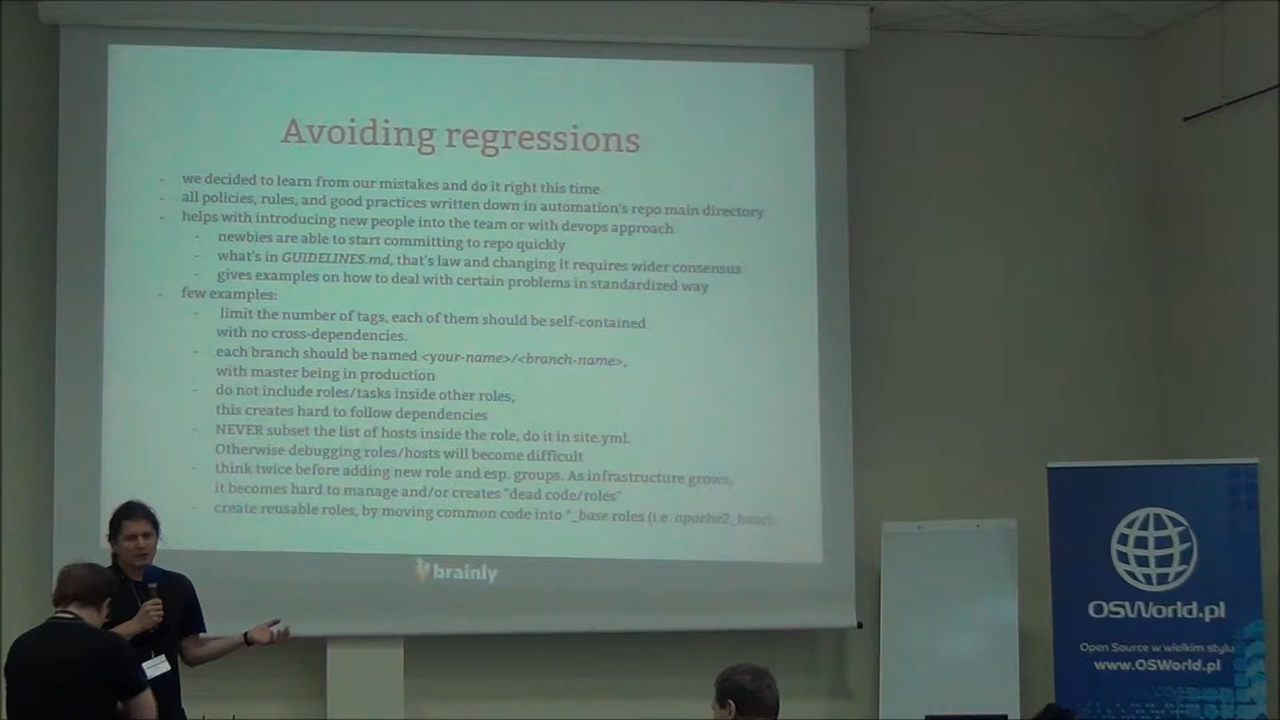 Avoiding regressions
- we decided to learn from our mistakes and do it right this time
- all policies, rules, and good practices written down in automation's repo main directory
- helps with introducing new people into the team or with devops approach
- newbies are able to start committing to repo quickly
- what's in GUIDELINES.md, that's law and changing it requires wider consensus
- gives examples on how to deal with certain problems in standardized way
- few examples:
- limit the number of tags, each of them should be self-contained
with no cross-dependencies.
- each branch should be named <your-name>/<branch-name>,
with master being in production
- do not include roles/tasks inside other roles,
this creates hard to follow dependencies
- NEVER subset the list of hosts inside the role, do it in site.yml.
Otherwise debugging roles/hosts will become difficult
- think twice before adding new role and esp. groups. As infrastructure grows,
it becomes hard to manage and/or creates "dead code/roles"
- create reusable roles, by moving common code into *_base roles (i.e. apache2_base)
brainly
OSWorld.pl
Open Source w wielkim stylu
www.OSWorld.pl